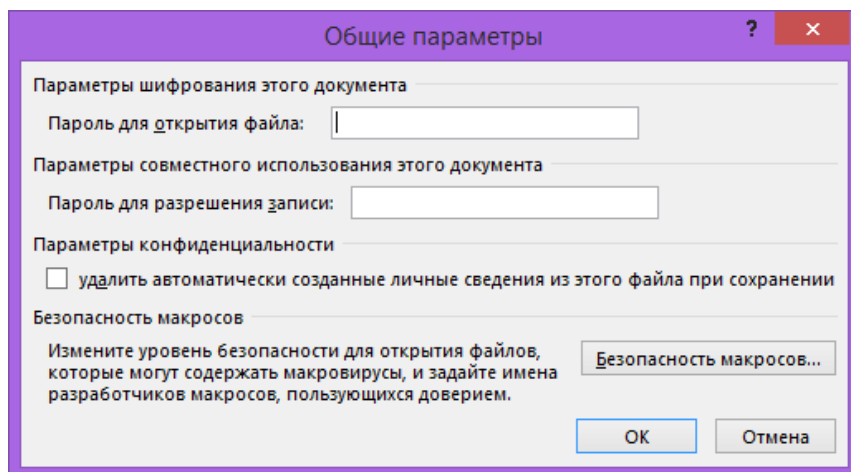 Общие параметры
?
Параметры шифрования этого документа
Пароль для открытия файла:
Параметры совместного использования этого документа
Пароль для разрешения записи:
Параметры конфиденциальности
удалить автоматически созданные личные сведения из этого файла при сохранении
Безопасность макросов
Измените уровень безопасности для открытия файлов,
которые могут содержать макровирусы, и задайте имена
разработчиков макросов, пользующихся доверием.
Безопасность макросов...
ОК
Отмена